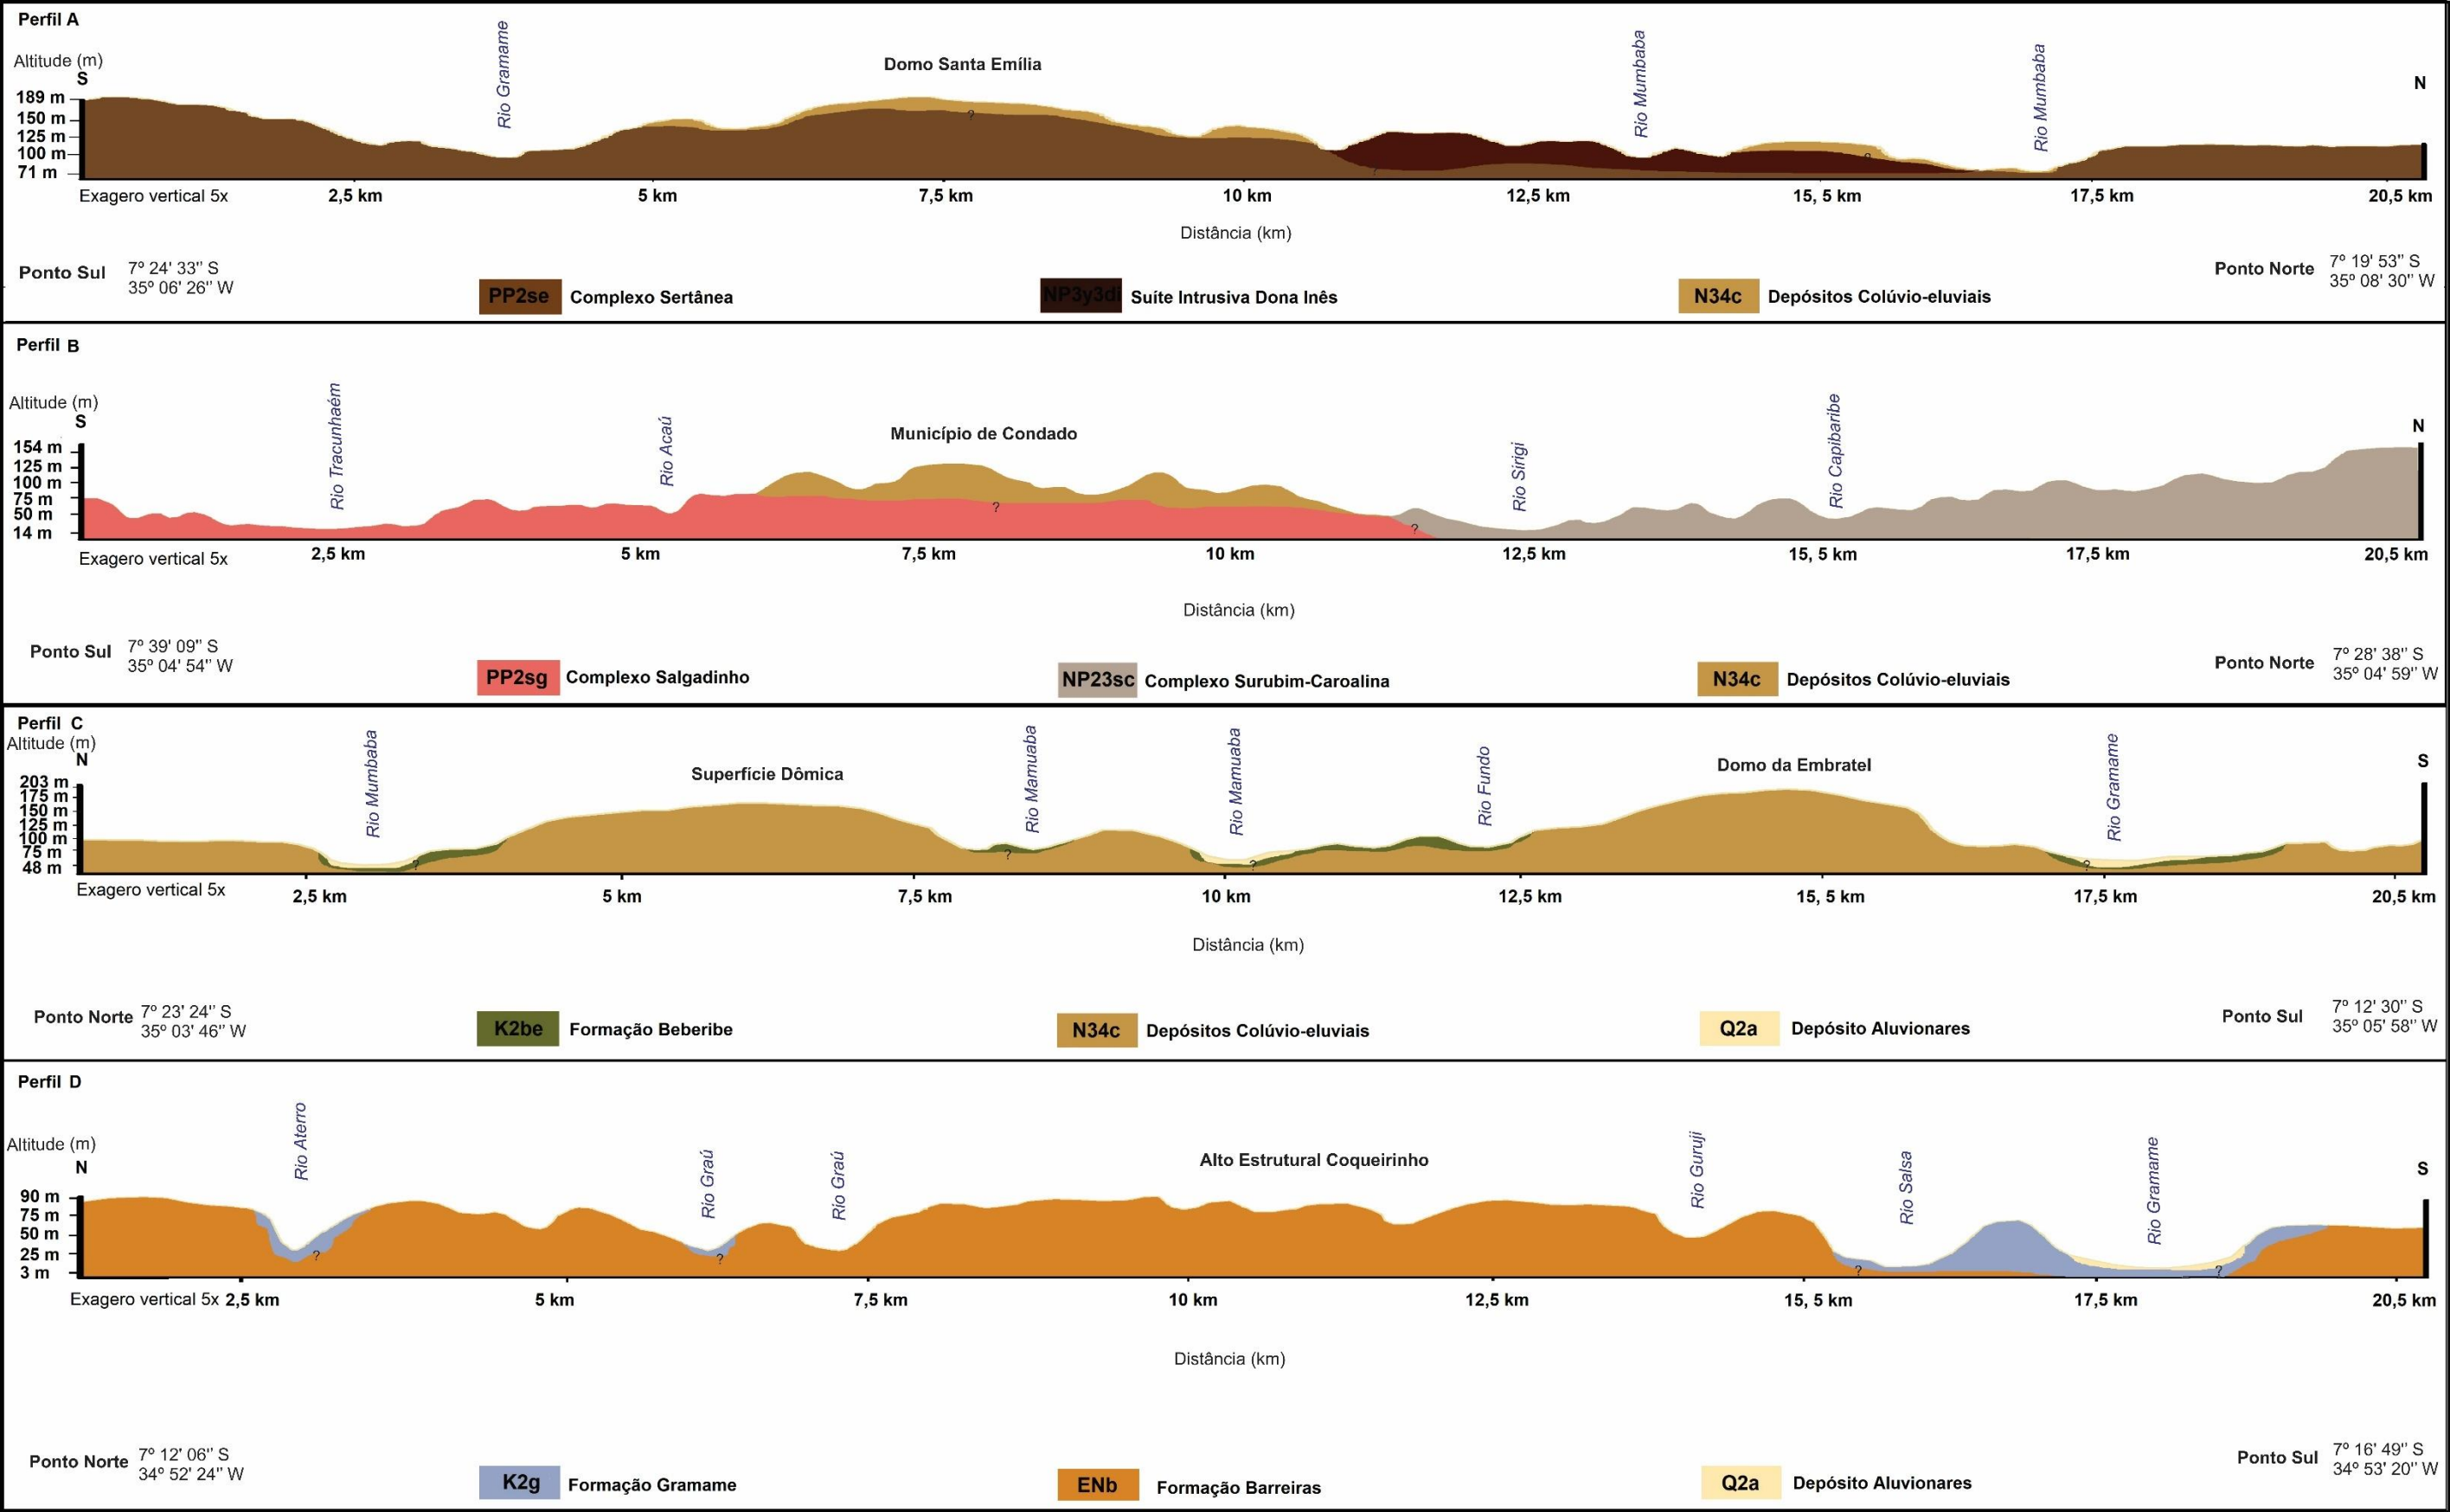 Perfil A
Altitude (m)
S
Rio Gramame
Domo Santa Emília
Rio Mumbaba
Rio Mumbaba
N
189 m
150 m
125 m
100 m
71 m
?
?
?
Exagero vertical 5x
2,5 km
5 km
7,5 km
10 km
12,5 km
15, 5 km
17,5 km
20,5 km
Distância (km)
Ponto Sul
7º 24' 33'' S
35º 06' 26'' W
PP2se Complexo Sertânea
NP3y3di Suíte Intrusiva Dona Inês
N34c Depósitos Colúvio-eluviais
Ponto Norte
7º 19' 53'' S
35º 08' 30'' W
Perfil B
Altitude (m)
S
Rio Tracunhaém
Rio Acaú
Município de Condado
Rio Sirigi
Rio Capibaribe
N
154 m
125 m
100 m
75 m
50 m
14 m
?
?
Exagero vertical 5x
2,5 km
5 km
7,5 km
10 km
12,5 km
15, 5 km
17,5 km
20,5 km
Distância (km)
Ponto Sul
7º 39' 09'' S
35º 04' 54'' W
PP2sg Complexo Salgadinho
NP23sc Complexo Surubim-Caroalina
N34c Depósitos Colúvio-eluviais
Ponto Norte
7º 28' 38'' S
35º 04' 59'' W
Perfil C
Altitude (m)
N
Rio Mumbaba
Superfície Dômica
Rio Mamuaba
Rio Mamuaba
Rio Fundo
Domo da Embratel
Rio Gramame
S
203 m
175 m
150 m
125 m
100 m
75 m
48 m
?
?
?
?
Exagero vertical 5x
2,5 km
5 km
7,5 km
10 km
12,5 km
15, 5 km
17,5 km
20,5 km
Distância (km)
Ponto Norte
7º 23' 24'' S
35º 03' 46'' W
K2be Formação Beberibe
N34c Depósitos Colúvio-eluviais
Q2a Depósito Aluvionares
Ponto Sul
7º 12' 30'' S
35º 05' 58'' W
Perfil D
Altitude (m)
N
Rio Aterro
Rio Graú
Rio Graú
Alto Estrutural Coqueirinho
Rio Guruji
Rio Salsa
Rio Gramame
S
90 m
75 m
50 m
25 m
3 m
?
?
?
?
Exagero vertical 5x
2,5 km
5 km
7,5 km
10 km
12,5 km
15, 5 km
17,5 km
20,5 km
Distância (km)
Ponto Norte
7º 12' 06'' S
34º 52' 24'' W
K2g Formação Gramame
ENb Formação Barreiras
Q2a Depósito Aluvionares
Ponto Sul
7º 16' 49'' S
34º 53' 20'' W